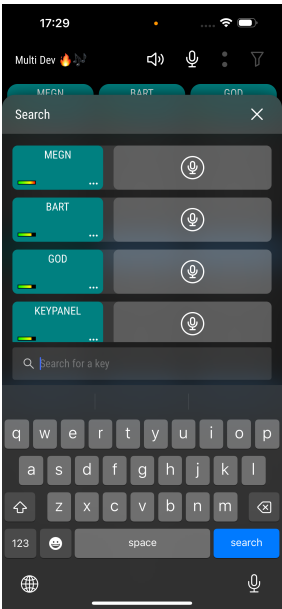 17:29
Multi Dev 🔥🎶
MEGN BART GOD
Search
MEGN
BART
GOD
KEYPANEL
Search for a key
q w e r t y u i o p
a s d f g h j k l
z x c v b n m
123 space search